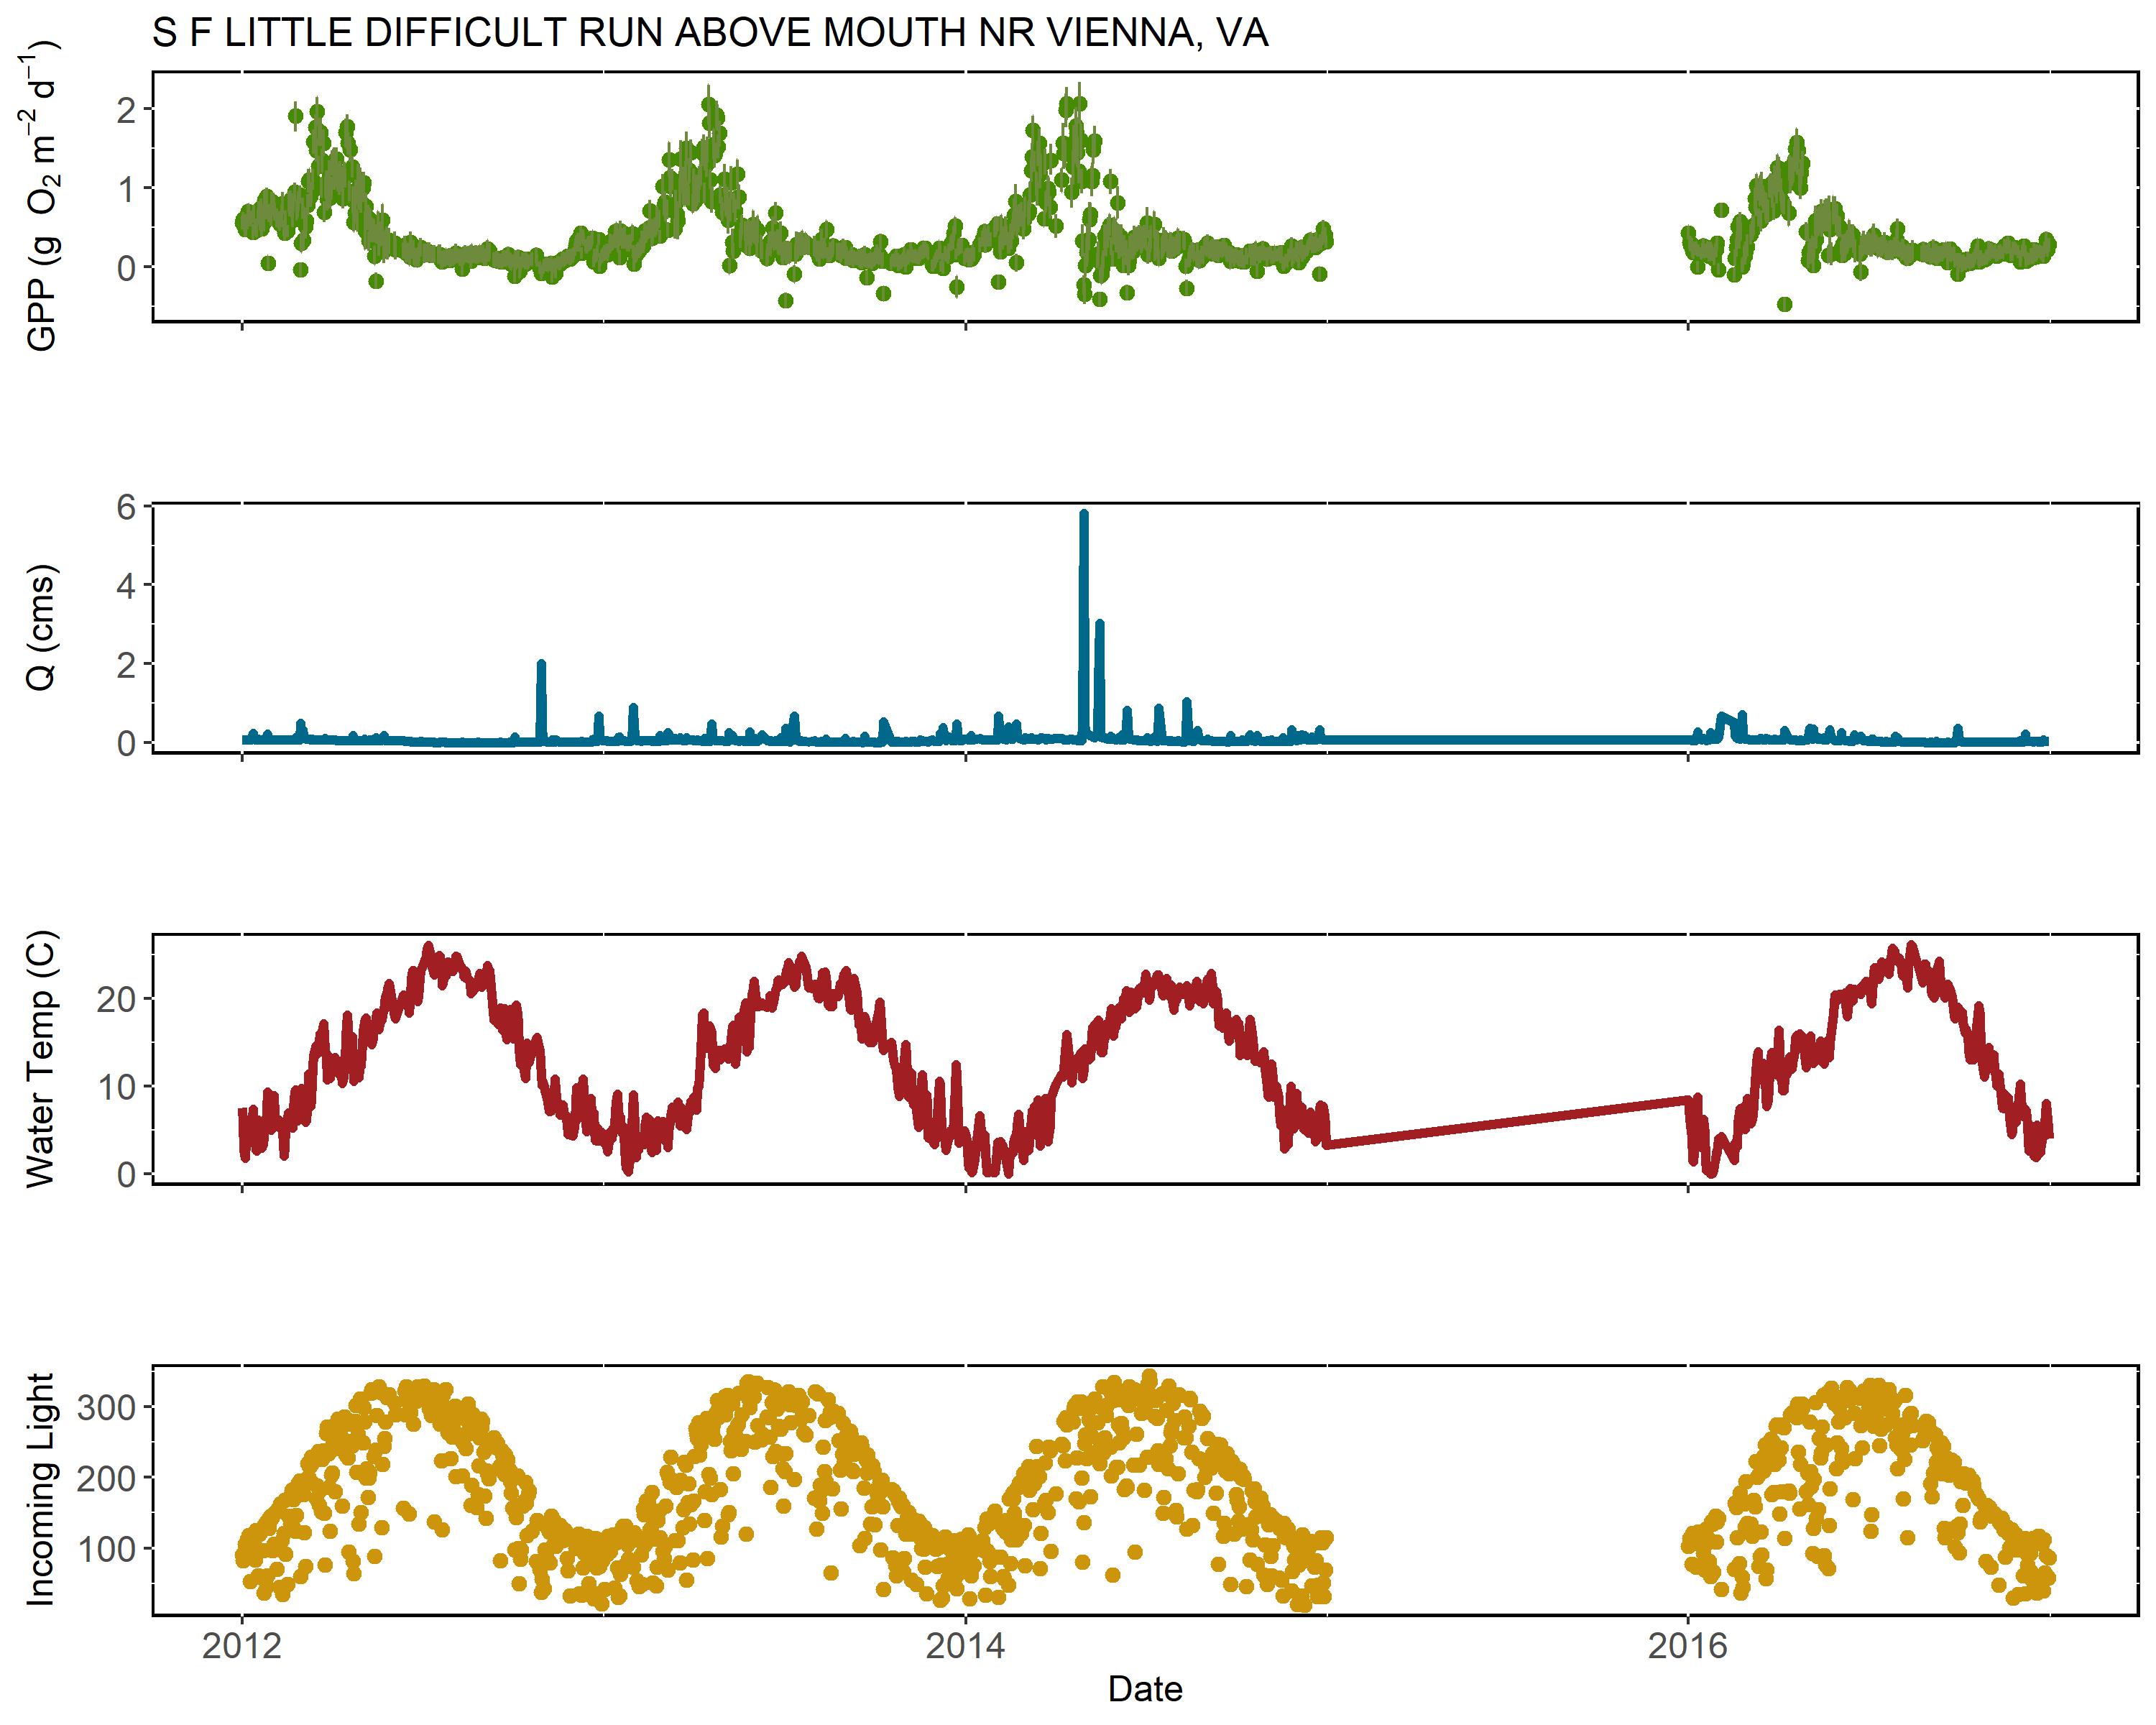 S F LITTLE DIFFICULT RUN ABOVE MOUTH NR VIENNA, VA
GPP (g O₂ m⁻² d⁻¹)
2
1
0
Q (cms)
6
4
2
0
Water Temp (C)
20
10
0
Incoming Light
300
200
100
2012 2014 2016
Date